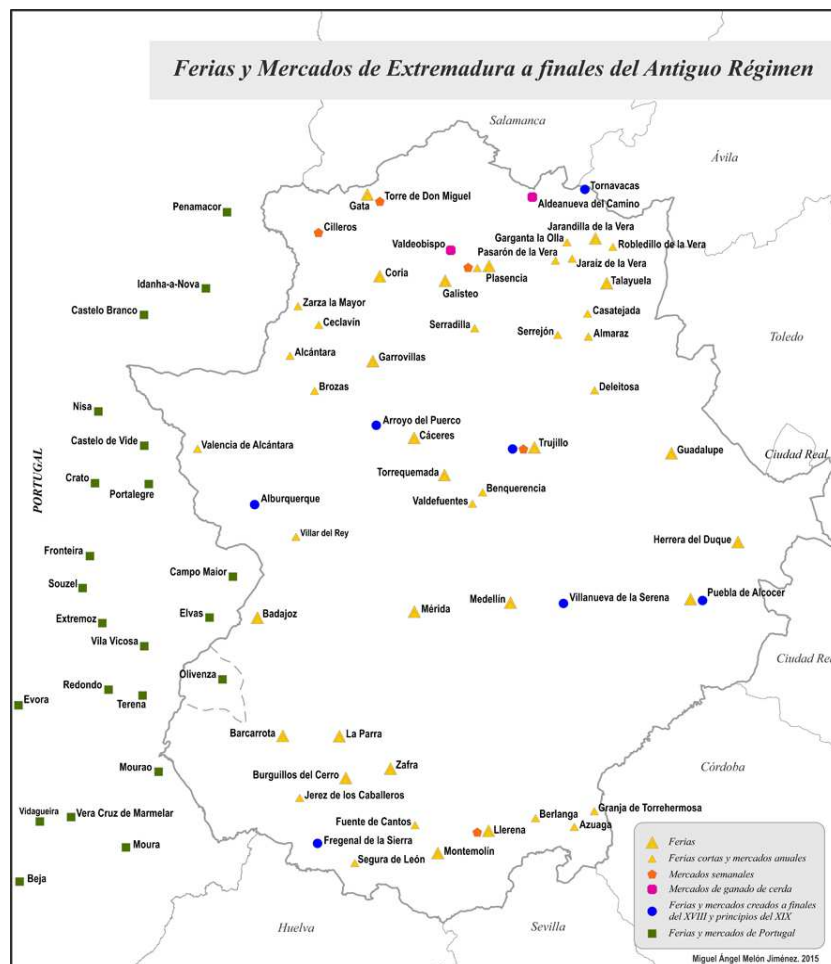 Ferias y Mercados de Extremadura a finales del Antiguo Régimen
Salamanca
Ávila
Tornavacas
Torre de Don Miguel
Aldeanueva del Camino
Gata
Penamacor
Jarandilla de la Vera
Cilleros
Garganta la Olla
Valdeobispo
Robledillo de la Vera
Pasarón de la Vera
Jaraíz de la Vera
Coria
Plasencia
Idanha-a-Nova
Galisteo
Talayuela
Zarza la Mayor
Castelo Branco
Casatejada
Ceclavín
Serradilla
Serrejón
Almaraz
Toledo
Alcántara
Garrovillas
Brozas
Deleitosa
Nisa
Arroyo del Puerco
Cáceres
Castelo de Vide
Valencia de Alcántara
Trujillo
Guadalupe
Ciudad Real
Crato
Torrequemada
Portalegre
Benquerencia
Alburquerque
Valdefuentes
PORTUGAL
Villar del Rey
Herrera del Duque
Fronteira
Campo Maior
Souzel
Puebla de Alcocer
Medellín
Villanueva de la Serena
Extremoz
Elvas
Badajoz
Mérida
Vila Vicosa
Ciudad Real
Olivenza
Redondo
Evora
Terena
Barcarrota
La Parra
Zafra
Córdoba
Mourao
Burguillos del Cerro
Jerez de los Caballeros
Vidagueira
Vera Cruz de Marmelar
Granja de Torrehermosa
Berlanga
Fuente de Cantos
Azuaga
Llerena
Fregenal de la Sierra
Moura
Montemolín
Segura de León
Beja
Huelva
Sevilla
Ferias
Ferias cortas y mercados anuales
Mercados semanales
Mercados de ganado de cerda
Ferias y mercados creados a finales
del XVIII y principios del XIX
Ferias y mercados de Portugal
Miguel Ángel Melón Jiménez. 2015